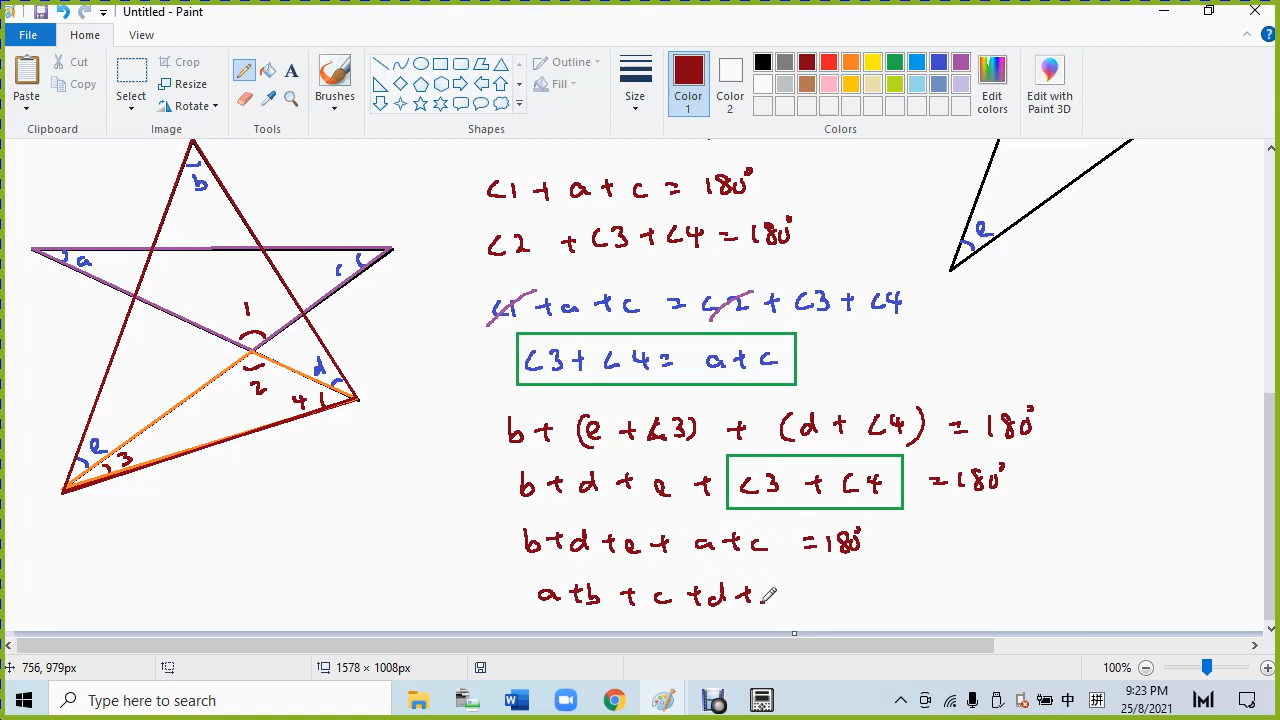 Untitled - Paint
File Home View
Paste Cut Copy Clipboard
Select Crop Resize Rotate Image
Tools
Brushes
Outline Fill Shapes
Size
Color 1 Color 2 Edit colors Colors
Edit with Paint 3D
b
a
c
1
2
d
4
e
3
e
∠1 + a + c = 180°
∠2 + ∠3 + ∠4 = 180°
∠1 + a + c = ∠2 + ∠3 + ∠4
∠3 + ∠4 = a + c
b + (e + ∠3) + (d + ∠4) = 180°
b + d + e + ∠3 + ∠4 = 180°
b + d + e + a + c = 180°
a + b + c + d +
756, 979px 1578 × 1008px 100%
Type here to search
中 拼 9:23 PM
25/8/2021